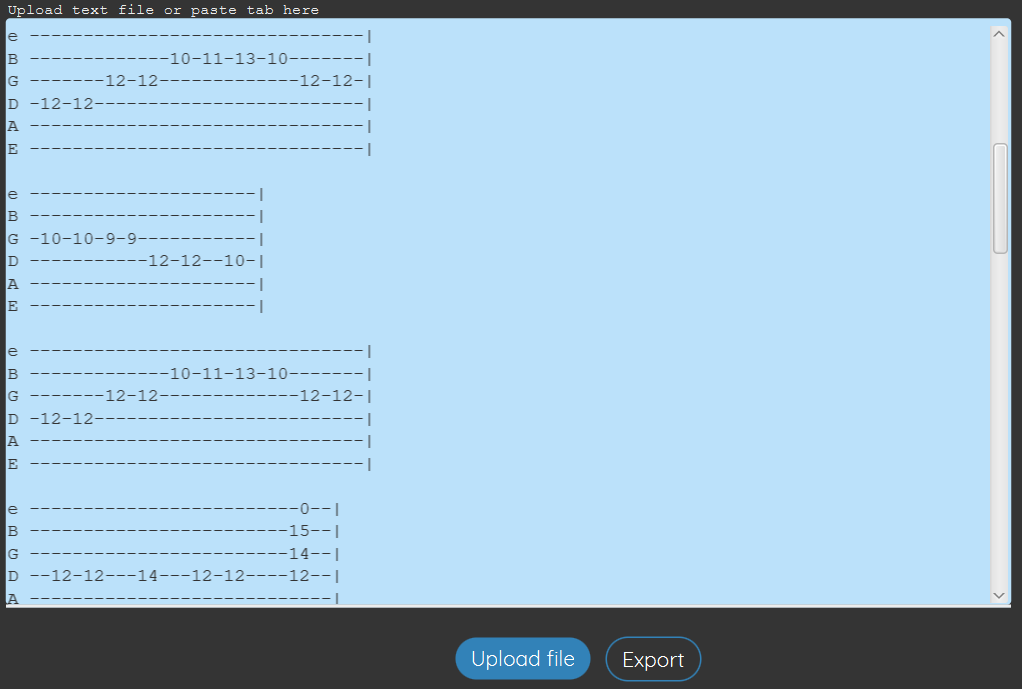 Upload text file or paste tab here
e -------------------------------|
B -------------10-11-13-10-------|
G -------12-12-------------12-12-|
D -12-12-------------------------|
A -------------------------------|
E -------------------------------|
e ---------------------|
B ---------------------|
G -10-10-9-9-----------|
D -----------12-12--10-|
A ---------------------|
E ---------------------|
e -------------------------------|
B -------------10-11-13-10-------|
G -------12-12-------------12-12-|
D -12-12-------------------------|
A -------------------------------|
E -------------------------------|
e -------------------------0--|
B ------------------------15--|
G ------------------------14--|
D --12-12---14---12-12----12--|
A ----------------------------|
Upload file
Export